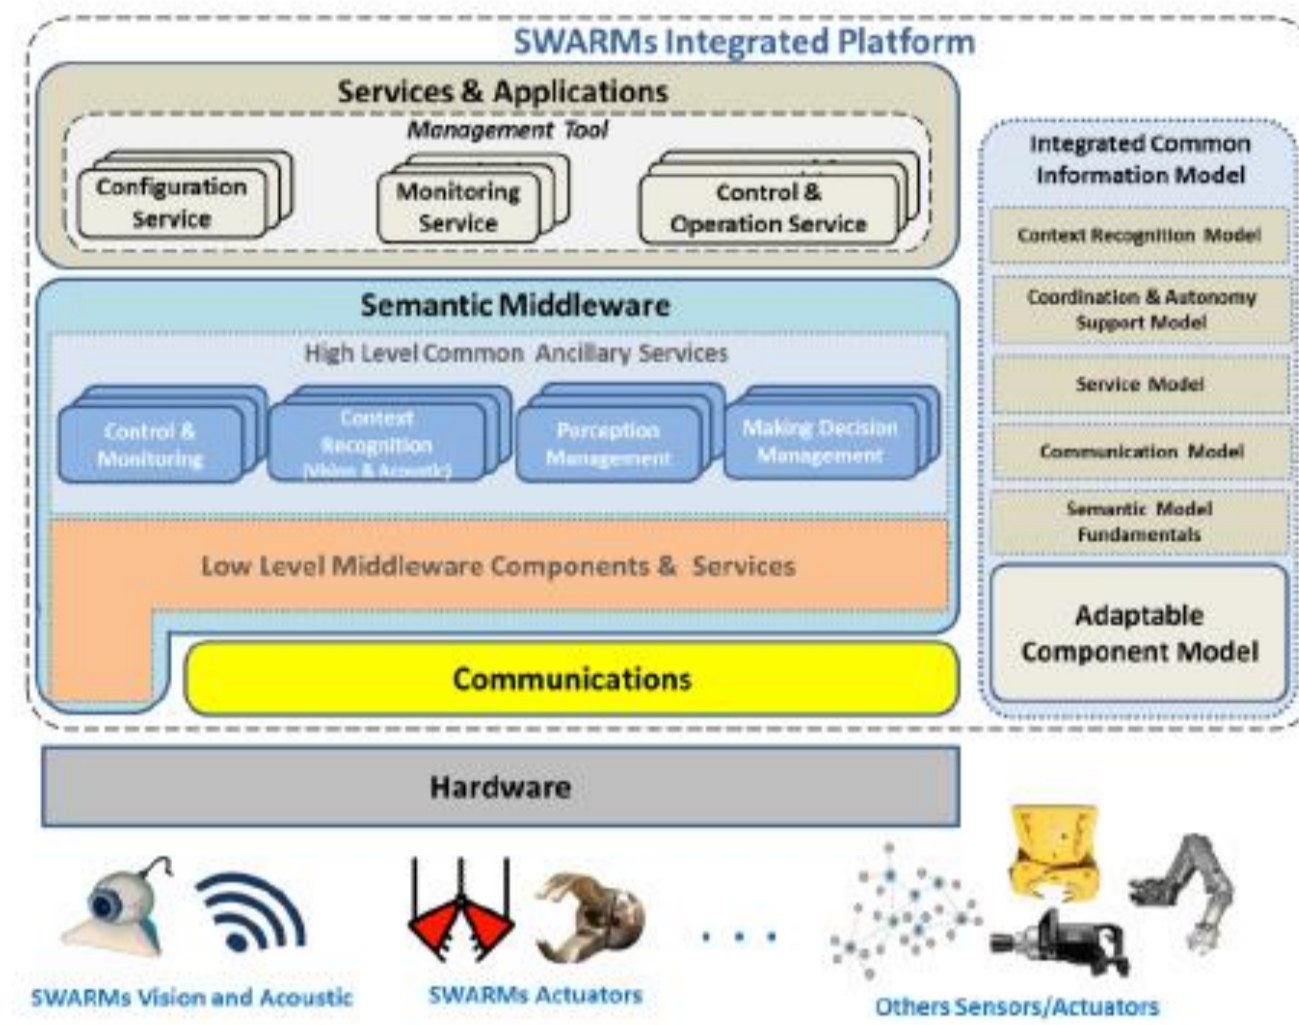 SWARMs Integrated Platform
Services & Applications
Management Tool
Configuration
Service
Monitoring
Service
Control &
Operation Service
Semantic Middleware
High Level Common Ancillary Services
Control &
Monitoring
Context
Recognition
(Vision & Acoustic)
Perception
Management
Making Decision
Management
Low Level Middleware Components & Services
Communications
Integrated Common
Information Model
Context Recognition Model
Coordination & Autonomy
Support Model
Service Model
Communication Model
Semantic Model
Fundamentals
Adaptable
Component Model
Hardware
SWARMs Vision and Acoustic
SWARMs Actuators
Others Sensors/Actuators